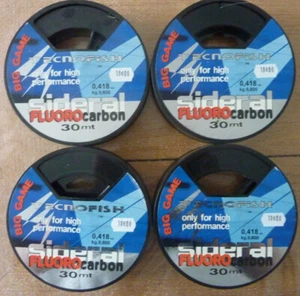 TECNOFISH
BIG GAME
only for high
performance
0,418
Sideral
FLUOROcarbon
30mt
TECNOFISH
BIG GAME
only for high
performance
0,418
Sideral
FLUOROcarbon
30mt
TECNOFISH
BIG GAME
only for high
performance
0,418
Sideral
FLUOROcarbon
30mt
TECNOFISH
BIG GAME
only for high
performance
0,418
Sideral
FLUOROcarbon
30mt